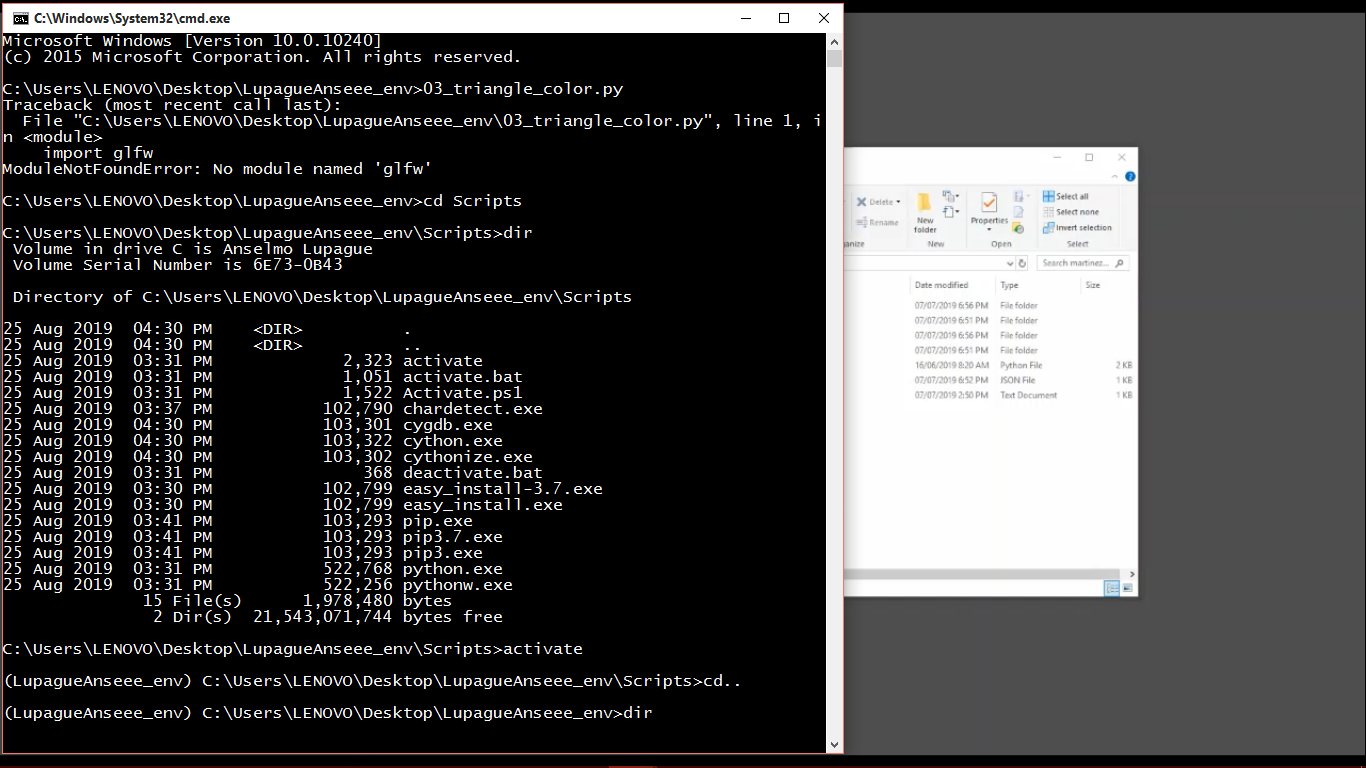 C:\Windows\System32\cmd.exe
Microsoft Windows [Version 10.0.10240]
(c) 2015 Microsoft Corporation. All rights reserved.
C:\Users\LENOVO\Desktop\LupagueAnseee_env>03_triangle_color.py
Traceback (most recent call last):
  File "C:\Users\LENOVO\Desktop\LupagueAnseee_env\03_triangle_color.py", line 1, i
n <module>
    import glfw
ModuleNotFoundError: No module named 'glfw'
C:\Users\LENOVO\Desktop\LupagueAnseee_env>cd Scripts
C:\Users\LENOVO\Desktop\LupagueAnseee_env\Scripts>dir
 Volume in drive C is Anselmo Lupague
 Volume Serial Number is 6E73-0B43
 Directory of C:\Users\LENOVO\Desktop\LupagueAnseee_env\Scripts
25 Aug 2019  04:30 PM    <DIR>          .
25 Aug 2019  04:30 PM    <DIR>          ..
25 Aug 2019  03:31 PM             2,323 activate
25 Aug 2019  03:31 PM             1,051 activate.bat
25 Aug 2019  03:31 PM             1,522 Activate.ps1
25 Aug 2019  03:37 PM           102,790 chardetect.exe
25 Aug 2019  04:30 PM           103,301 cygdb.exe
25 Aug 2019  04:30 PM           103,322 cython.exe
25 Aug 2019  04:30 PM           103,302 cythonize.exe
25 Aug 2019  03:31 PM               368 deactivate.bat
25 Aug 2019  03:30 PM           102,799 easy_install-3.7.exe
25 Aug 2019  03:30 PM           102,799 easy_install.exe
25 Aug 2019  03:41 PM           103,293 pip.exe
25 Aug 2019  03:41 PM           103,293 pip3.7.exe
25 Aug 2019  03:41 PM           103,293 pip3.exe
25 Aug 2019  03:31 PM           522,768 python.exe
25 Aug 2019  03:31 PM           522,256 pythonw.exe
              15 File(s)      1,978,480 bytes
               2 Dir(s)  21,543,071,744 bytes free
C:\Users\LENOVO\Desktop\LupagueAnseee_env\Scripts>activate
(LupagueAnseee_env) C:\Users\LENOVO\Desktop\LupagueAnseee_env\Scripts>cd..
(LupagueAnseee_env) C:\Users\LENOVO\Desktop\LupagueAnseee_env>dir
Delete
Rename
anize
New folder
New
Properties
Open
Select all
Select none
Invert selection
Select
Search martinez...
Date modified Type Size
07/07/2019 6:56 PM File folder
07/07/2019 6:51 PM File folder
07/07/2019 6:56 PM File folder
07/07/2019 6:51 PM File folder
16/06/2019 8:20 AM Python File 2 KB
07/07/2019 6:52 PM JSON File 1 KB
07/07/2019 2:50 PM Text Document 1 KB